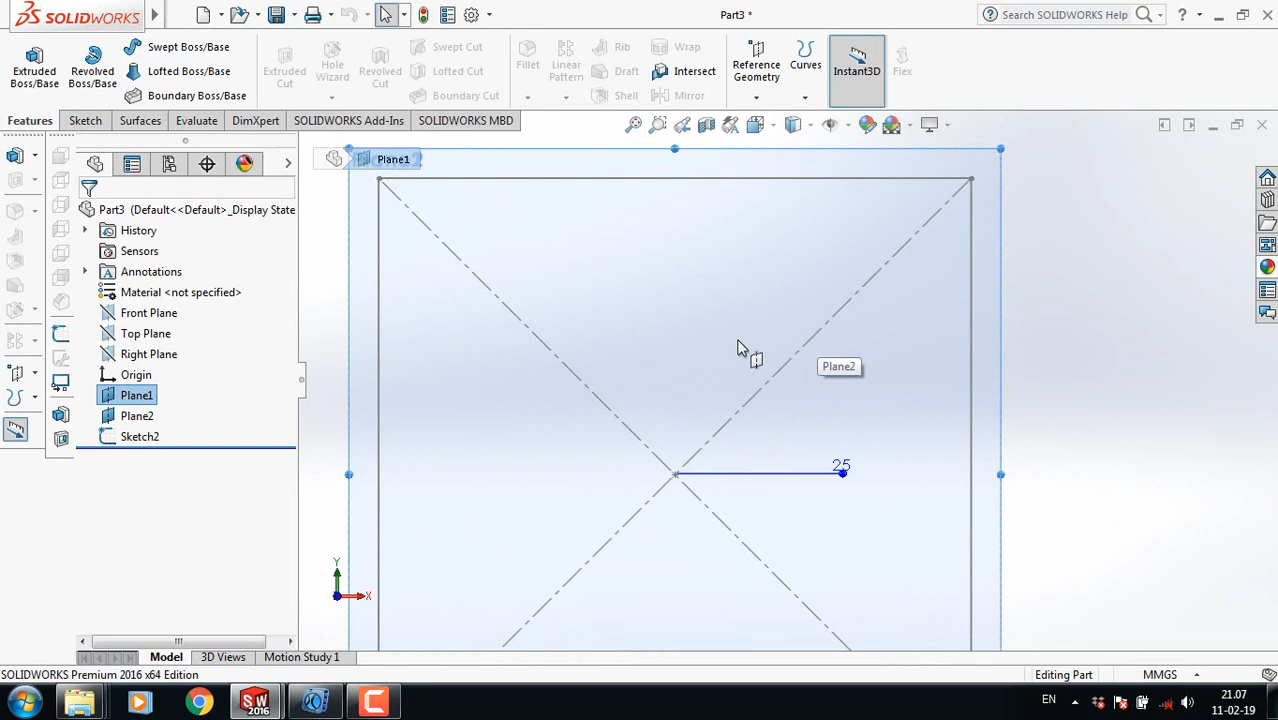 SOLIDWORKS
Part3 *
Search SOLIDWORKS Help
Extruded Boss/Base
Revolved Boss/Base
Swept Boss/Base
Lofted Boss/Base
Boundary Boss/Base
Extruded Cut
Hole Wizard
Revolved Cut
Swept Cut
Lofted Cut
Boundary Cut
Fillet
Linear Pattern
Rib
Draft
Shell
Wrap
Intersect
Mirror
Reference Geometry
Curves
Instant3D
Flex
Features
Sketch
Surfaces
Evaluate
DimXpert
SOLIDWORKS Add-Ins
SOLIDWORKS MBD
Plane1
Part3 (Default<<Default>_Display State
History
Sensors
Annotations
Material <not specified>
Front Plane
Top Plane
Right Plane
Origin
Plane1
Plane2
Sketch2
Plane2
25
Y
X
Model
3D Views
Motion Study 1
SOLIDWORKS Premium 2016 x64 Edition
Editing Part
MMGS
SW
2016
EN
21.07
11-02-19